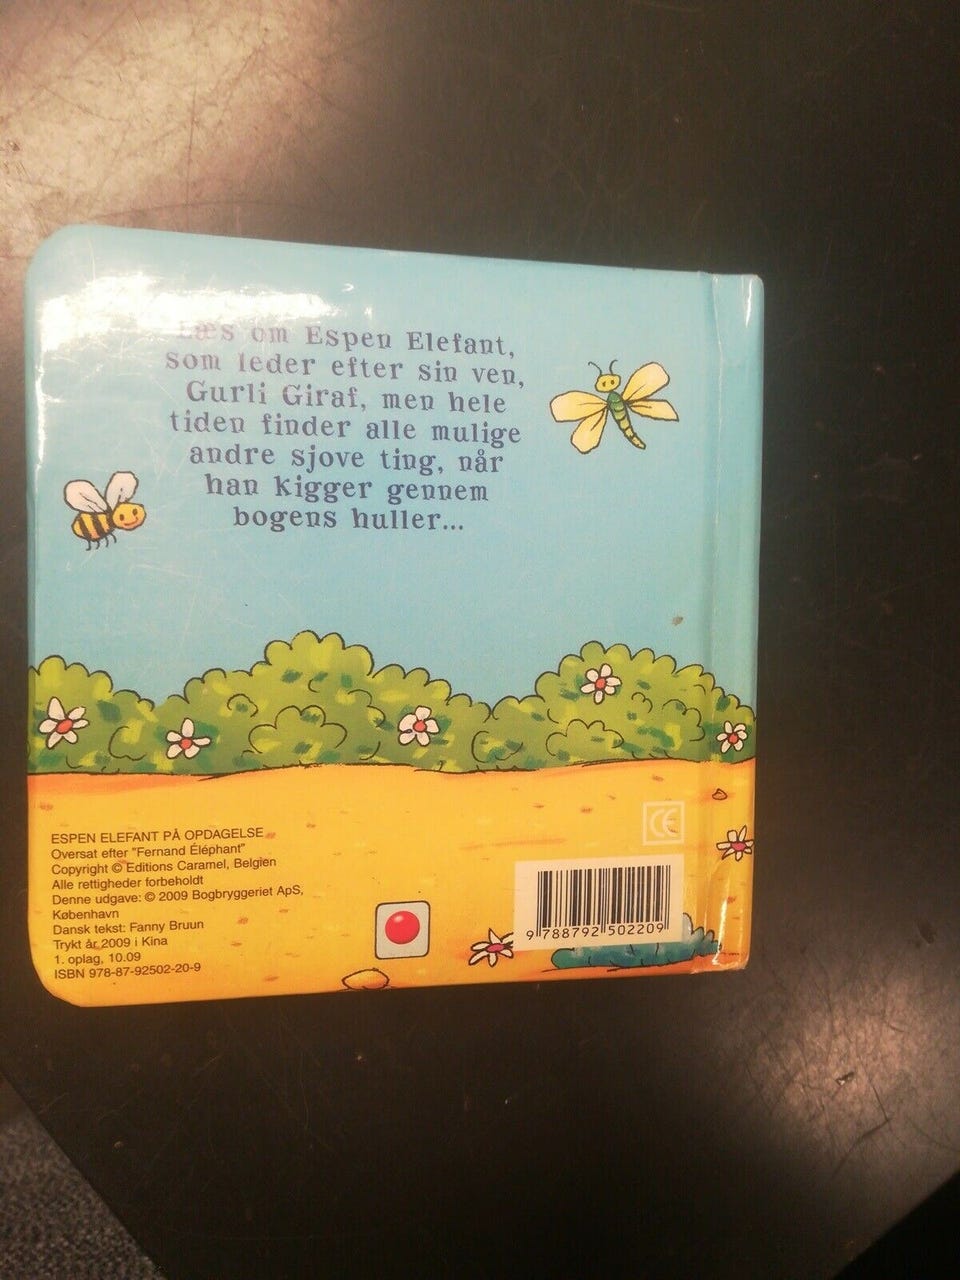 Læs om Espen Elefant,
som leder efter sin ven,
Gurli Giraf, men hele
tiden finder alle mulige
andre sjove ting, når
han kigger gennem
bogens huller...
ESPEN ELEFANT PÅ OPDAGELSE
Oversat efter "Fernand Éléphant"
Copyright © Editions Caramel, Belgien
Alle rettigheder forbeholdt
Denne udgave: © 2009 Bogbryggeriet ApS,
København
Dansk tekst: Fanny Bruun
Trykt år 2009 i Kina
1. oplag, 10.09
ISBN 978-87-92502-20-9
CE
9 788792 502209